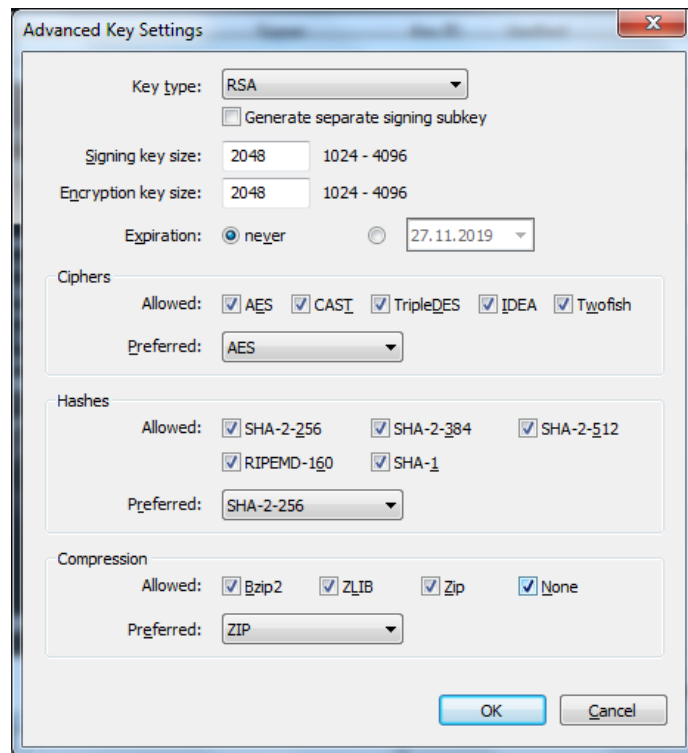 Advanced Key Settings
Key type: RSA
Generate separate signing subkey
Signing key size: 2048 1024 - 4096
Encryption key size: 2048 1024 - 4096
Expiration: never 27.11.2019
Ciphers
Allowed: AES CAST TripleDES IDEA Twofish
Preferred: AES
Hashes
Allowed: SHA-2-256 SHA-2-384 SHA-2-512
RIPEMD-160 SHA-1
Preferred: SHA-2-256
Compression
Allowed: Bzip2 ZLIB Zip None
Preferred: ZIP
OK Cancel